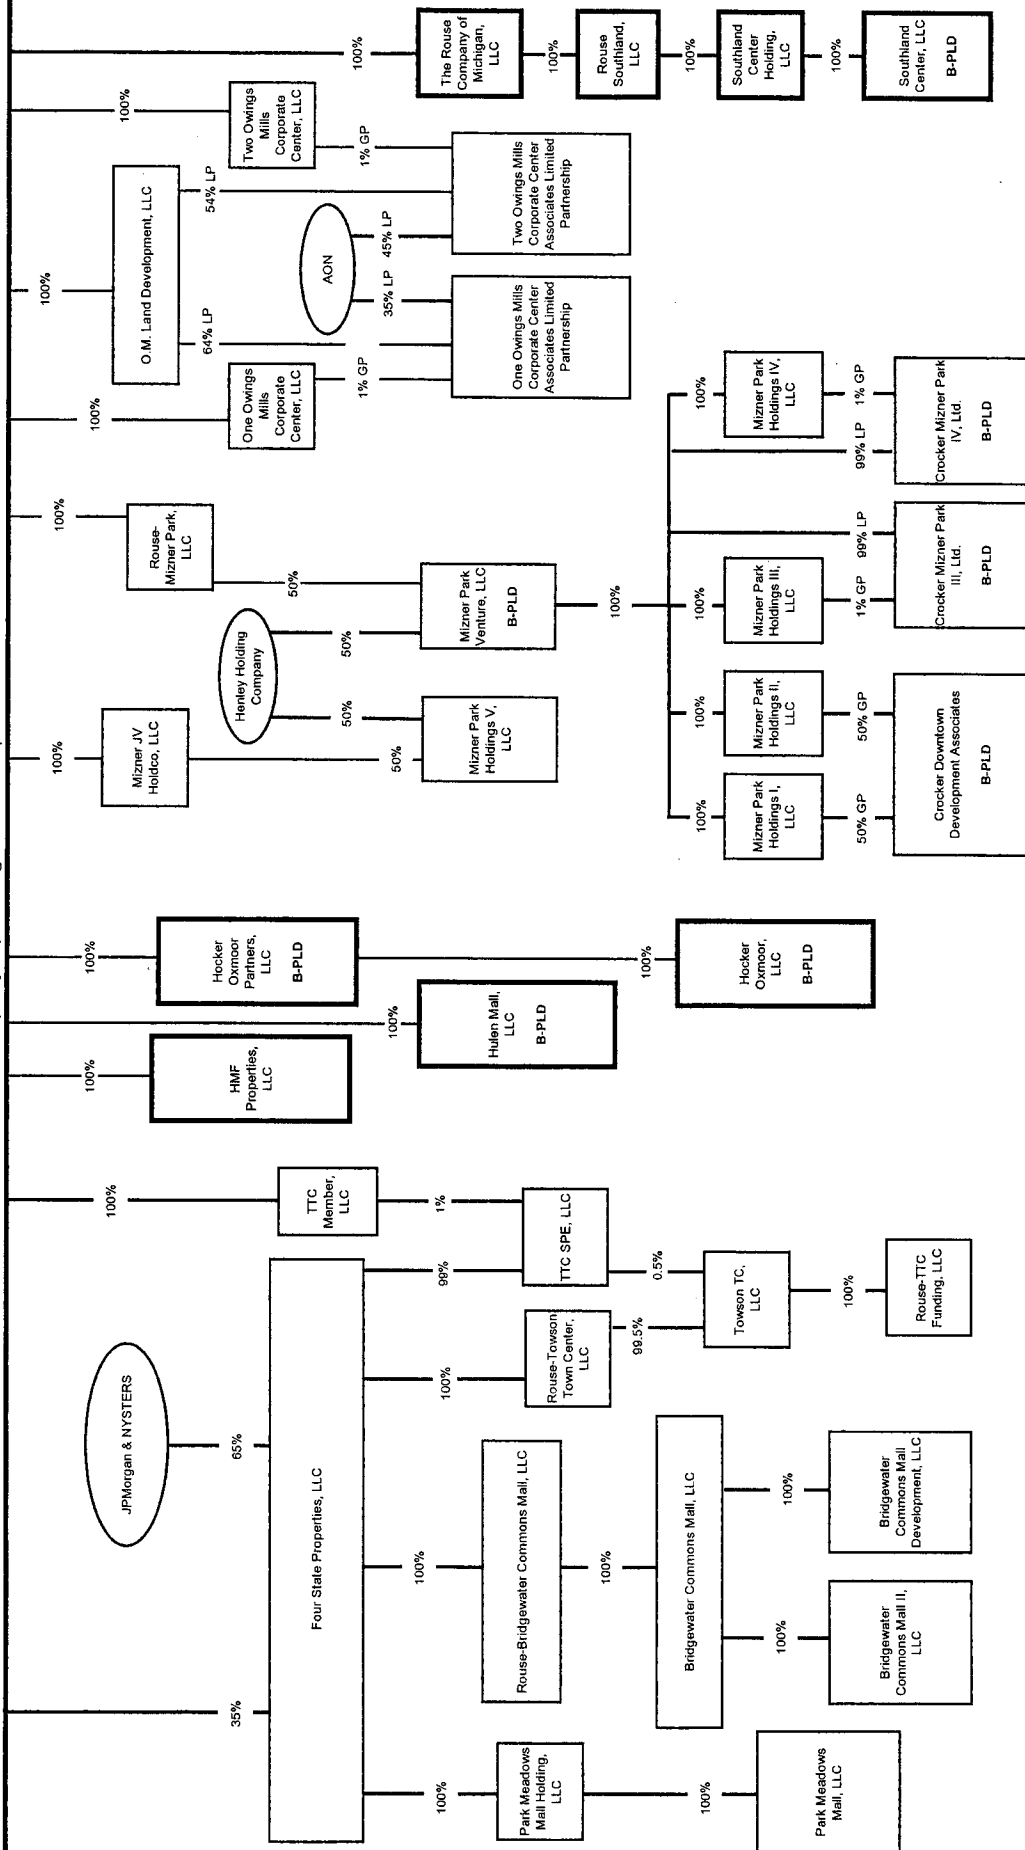 35%
JPMorgan & NYSTERS
65%
Four State Properties, LLC
100%
Park Meadows
Mall Holding,
LLC
100%
Park Meadows
Mall, LLC
100%
Rouse-Bridgewater Commons Mall, LLC
100%
Bridgewater Commons Mall, LLC
100%
Bridgewater
Commons Mall II,
LLC
100%
Bridgewater
Commons Mall
Development, LLC
100%
Rouse-Towson
Town Center,
LLC
99.5%
100%
TTC
Member,
LLC
99%
1%
TTC SPE, LLC
0.5%
Towson TC,
LLC
100%
Rouse-TTC
Funding, LLC
100%
HMF
Properties,
LLC
100%
Hulen Mall,
LLC
B-PLD
100%
Hocker
Oxmoor
Partners,
LLC
B-PLD
100%
Hocker
Oxmoor,
LLC
B-PLD
100%
Mizner JV
Holdco, LLC
50%
Henley Holding
Company
50%
50%
Mizner Park
Holdings V,
LLC
100%
Rouse-
Mizner Park,
LLC
50%
Mizner Park
Venture, LLC
B-PLD
100%
100%
Mizner Park
Holdings I,
LLC
50% GP
100%
Mizner Park
Holdings II,
LLC
50% GP
Crocker Downtown
Development Associates
B-PLD
100%
Mizner Park
Holdings III,
LLC
1% GP
99% LP
Crocker Mizner Park
III, Ltd.
B-PLD
100%
Mizner Park
Holdings IV,
LLC
99% LP
1% GP
Crocker Mizner Park
IV, Ltd.
B-PLD
100%
One Owings
Mills
Corporate
Center, LLC
1% GP
100%
O.M. Land Development, LLC
64% LP
54% LP
AON
35% LP
45% LP
One Owings Mills
Corporate Center
Associates Limited
Partnership
100%
Two Owings
Mills
Corporate
Center, LLC
1% GP
Two Owings Mills
Corporate Center
Associates Limited
Partnership
100%
The Rouse
Company of
Michigan,
LLC
100%
Rouse
Southland,
LLC
100%
Southland
Center
Holding,
LLC
100%
Southland
Center, LLC
B-PLD